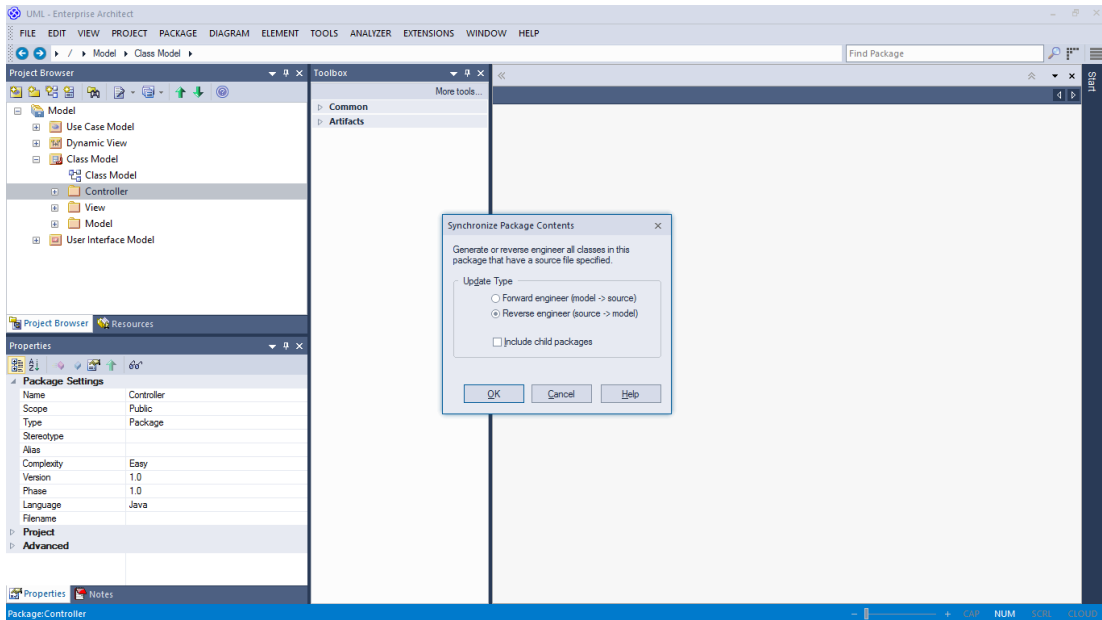 UML - Enterprise Architect
FILE EDIT VIEW PROJECT PACKAGE DIAGRAM ELEMENT TOOLS ANALYZER EXTENSIONS WINDOW HELP
/ Model Class Model
Find Package
Project Browser
Model
Use Case Model
Dynamic View
Class Model
Class Model
Controller
View
Model
User Interface Model
Project Browser Resources
Properties
Package Settings
Name Controller
Scope Public
Type Package
Stereotype
Alias
Complexity Easy
Version 1.0
Phase 1.0
Language Java
Filename
Project
Advanced
Properties Notes
Toolbox
More tools...
Common
Artifacts
Synchronize Package Contents
Generate or reverse engineer all classes in this
package that have a source file specified.
Update Type
Forward engineer (model -> source)
Reverse engineer (source -> model)
Include child packages
OK Cancel Help
Start
Package:Controller
CAP NUM SCRL CLOUD